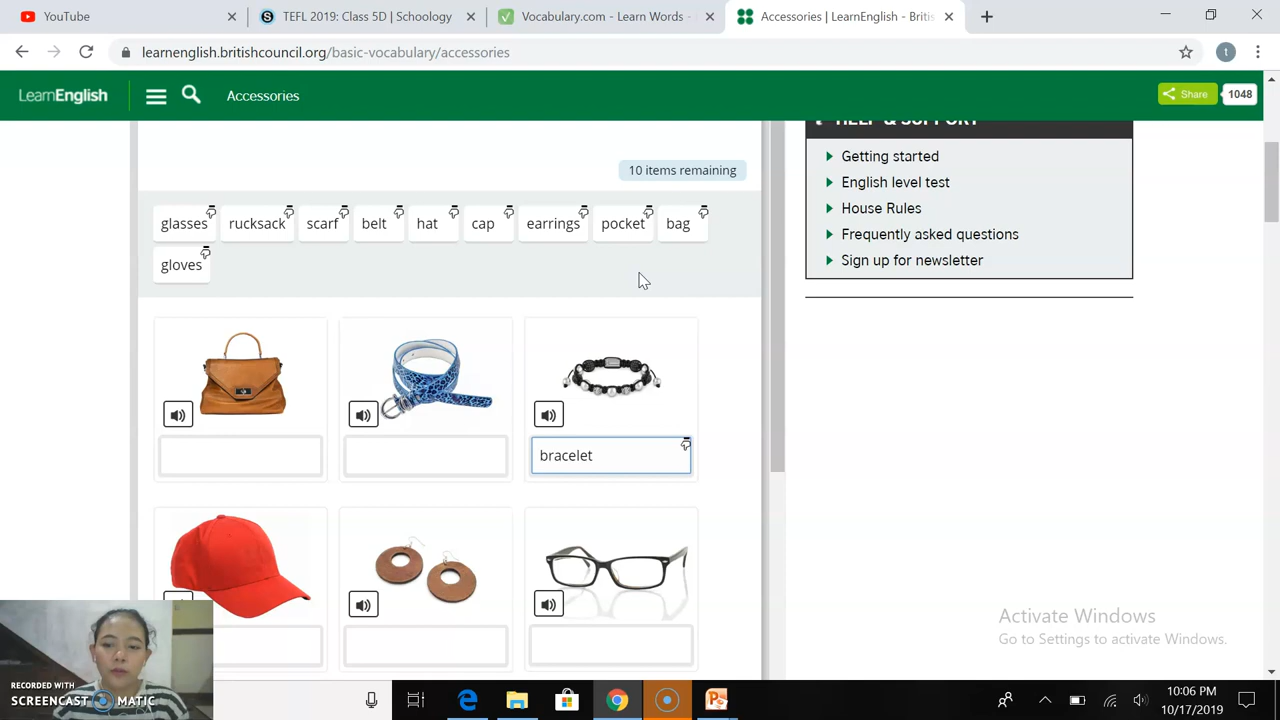 YouTube
TEFL 2019: Class 5D | Schoology
Vocabulary.com - Learn Words -
Accessories | LearnEnglish - Britis
learnenglish.britishcouncil.org/basic-vocabulary/accessories
t
LearnEnglish
Accessories
Share
1048
HELP & SUPPORT
Getting started
English level test
House Rules
Frequently asked questions
Sign up for newsletter
10 items remaining
glasses rucksack scarf belt hat cap earrings pocket bag
gloves
bracelet
Activate Windows
Go to Settings to activate Windows.
RECORDED WITH
SCREENCAST MATIC
10:06 PM
10/17/2019